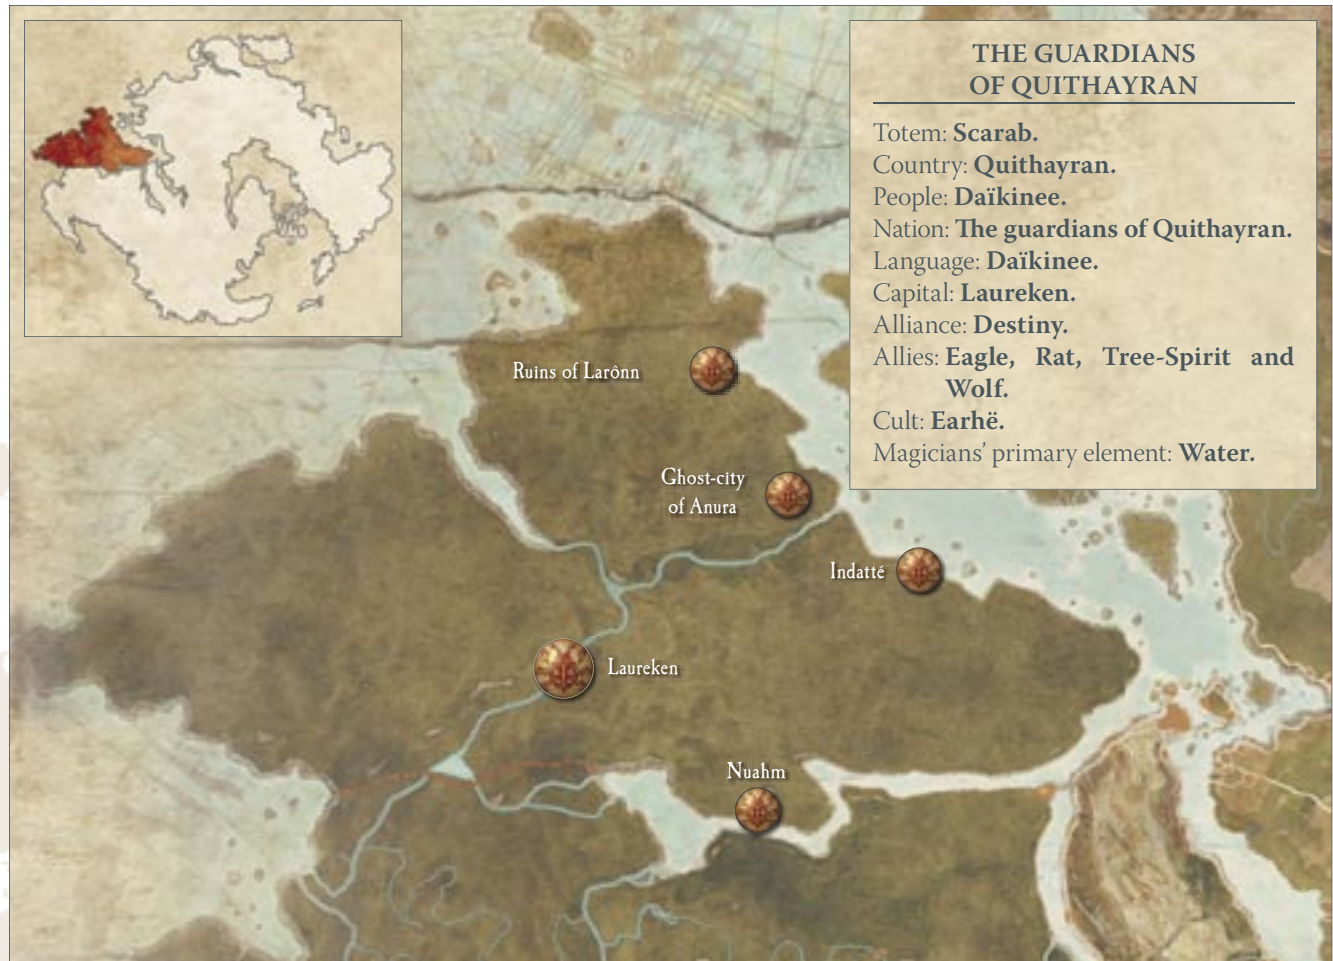 THE GUARDIANS
OF QUITHAYRAN
Totem: Scarab.
Country: Quithayran.
People: Daïkinee.
Nation: The guardians of Quithayran.
Language: Daïkinee.
Capital: Laureken.
Alliance: Destiny.
Allies: Eagle, Rat, Tree-Spirit and
Wolf.
Cult: Earhë.
Magicians' primary element: Water.
Ruins of Larônn
Ghost-city
of Anura
Indatté
Laureken
Nuahm